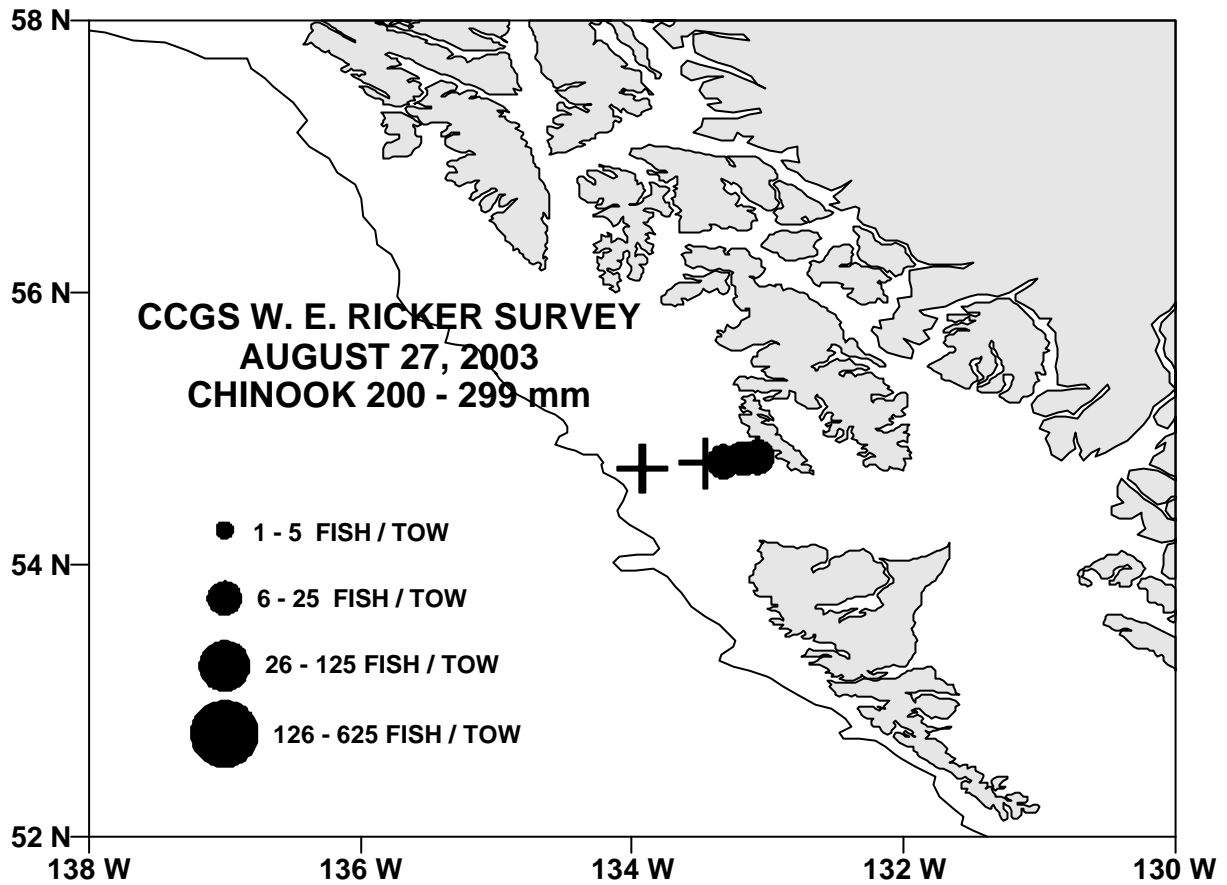 58 N
56 N
CCGS W. E. RICKER SURVEY
AUGUST 27, 2003
CHINOOK 200 - 299 mm
1 - 5 FISH / TOW
54 N
6 - 25 FISH / TOW
26 - 125 FISH / TOW
126 - 625 FISH / TOW
52 N
138 W 136 W 134 W 132 W 130 W